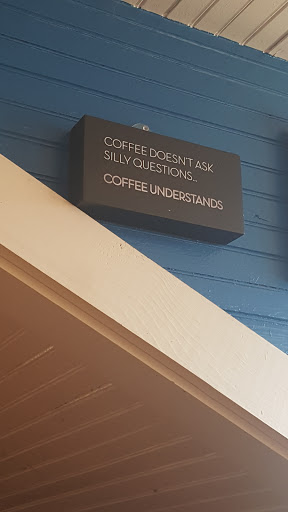 COFFEE DOESN'T ASK
SILLY QUESTIONS...
COFFEE UNDERSTANDS